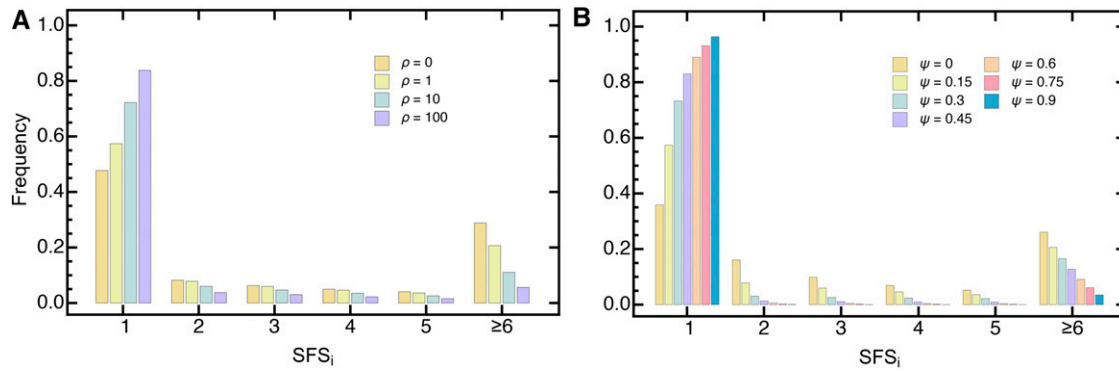 A
1.0
0.8
0.6
0.4
0.2
0.0
Frequency
ρ = 0
ρ = 1
ρ = 10
ρ = 100
1 2 3 4 5 ≥6
SFSi
B
1.0
0.8
0.6
0.4
0.2
0.0
ψ = 0
ψ = 0.15
ψ = 0.3
ψ = 0.45
ψ = 0.6
ψ = 0.75
ψ = 0.9
1 2 3 4 5 ≥6
SFSi